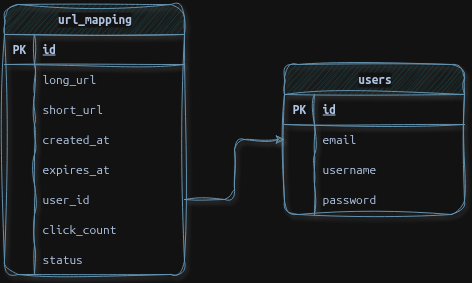 url_mapping
PK id
long_url
short_url
created_at
expires_at
user_id
click_count
status
users
PK id
email
username
password